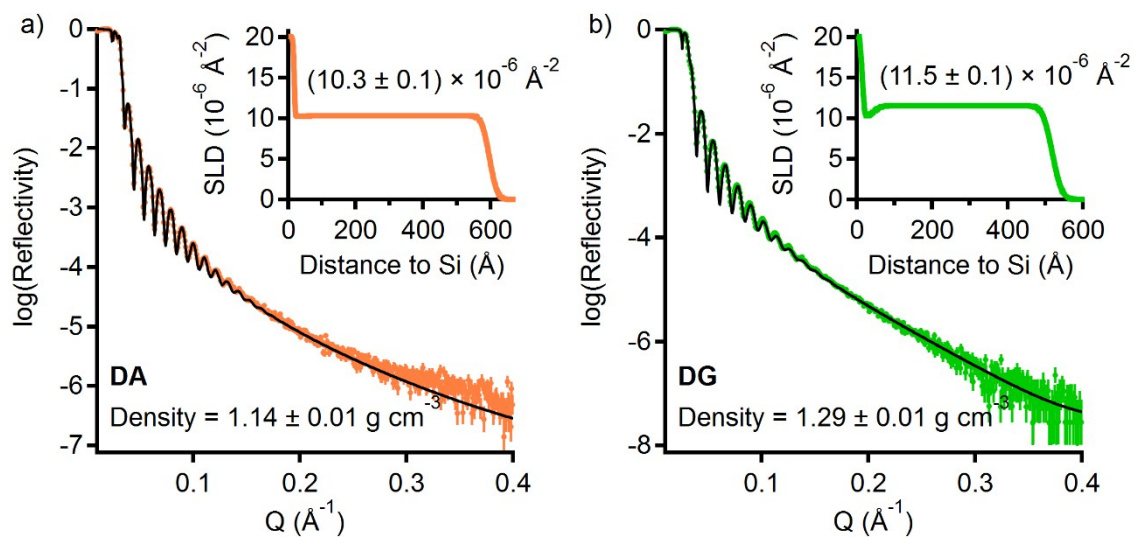 a)
log(Reflectivity)
0
-1
-2
-3
-4
-5
-6
-7
SLD (10⁻⁶ Å⁻²)
20
15
10
5
0
(10.3 ± 0.1) × 10⁻⁶ Å⁻²
0 200 400 600
Distance to Si (Å)
DA
Density = 1.14 ± 0.01 g cm⁻³
0.1 0.2 0.3 0.4
Q (Å⁻¹)
b)
log(Reflectivity)
0
-2
-4
-6
-8
SLD (10⁻⁶ Å⁻²)
20
15
10
5
0
(11.5 ± 0.1) × 10⁻⁶ Å⁻²
0 200 400 600
Distance to Si (Å)
DG
Density = 1.29 ± 0.01 g cm⁻³
0.1 0.2 0.3 0.4
Q (Å⁻¹)